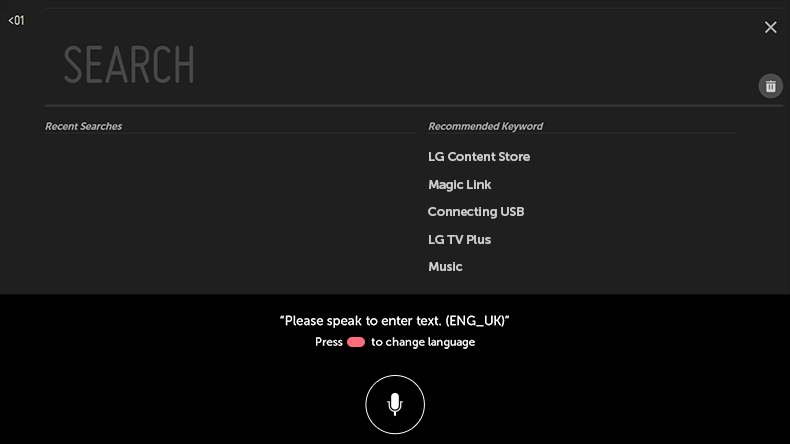 <01
SEARCH
Recent Searches
Recommended Keyword
LG Content Store
Magic Link
Connecting USB
LG TV Plus
Music
“Please speak to enter text. (ENG_UK)”
Press to change language